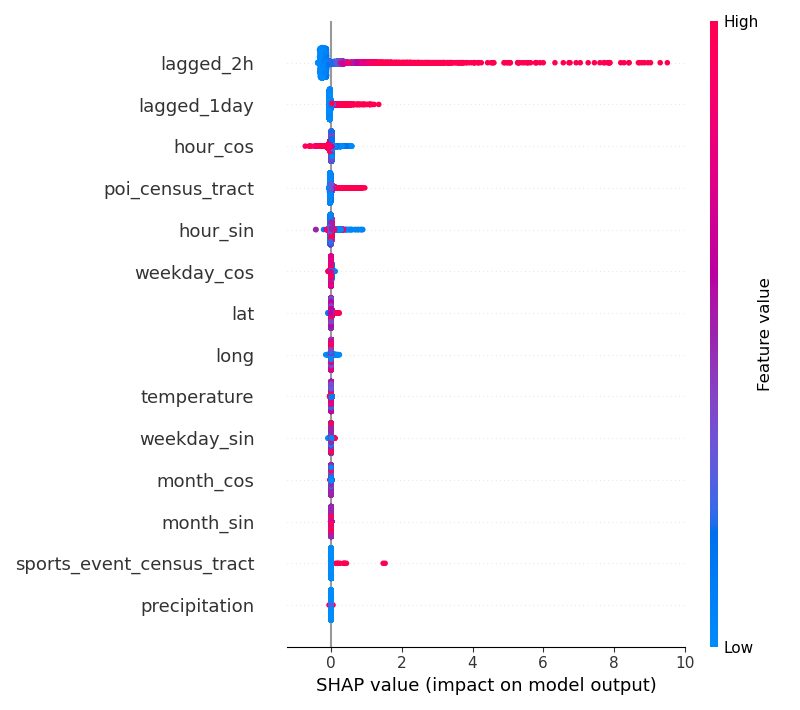 High
lagged_2h
lagged_1day
hour_cos
poi_census_tract
hour_sin
weekday_cos
lat
long
temperature
weekday_sin
month_cos
month_sin
sports_event_census_tract
precipitation
Feature value
Low
0 2 4 6 8 10
SHAP value (impact on model output)